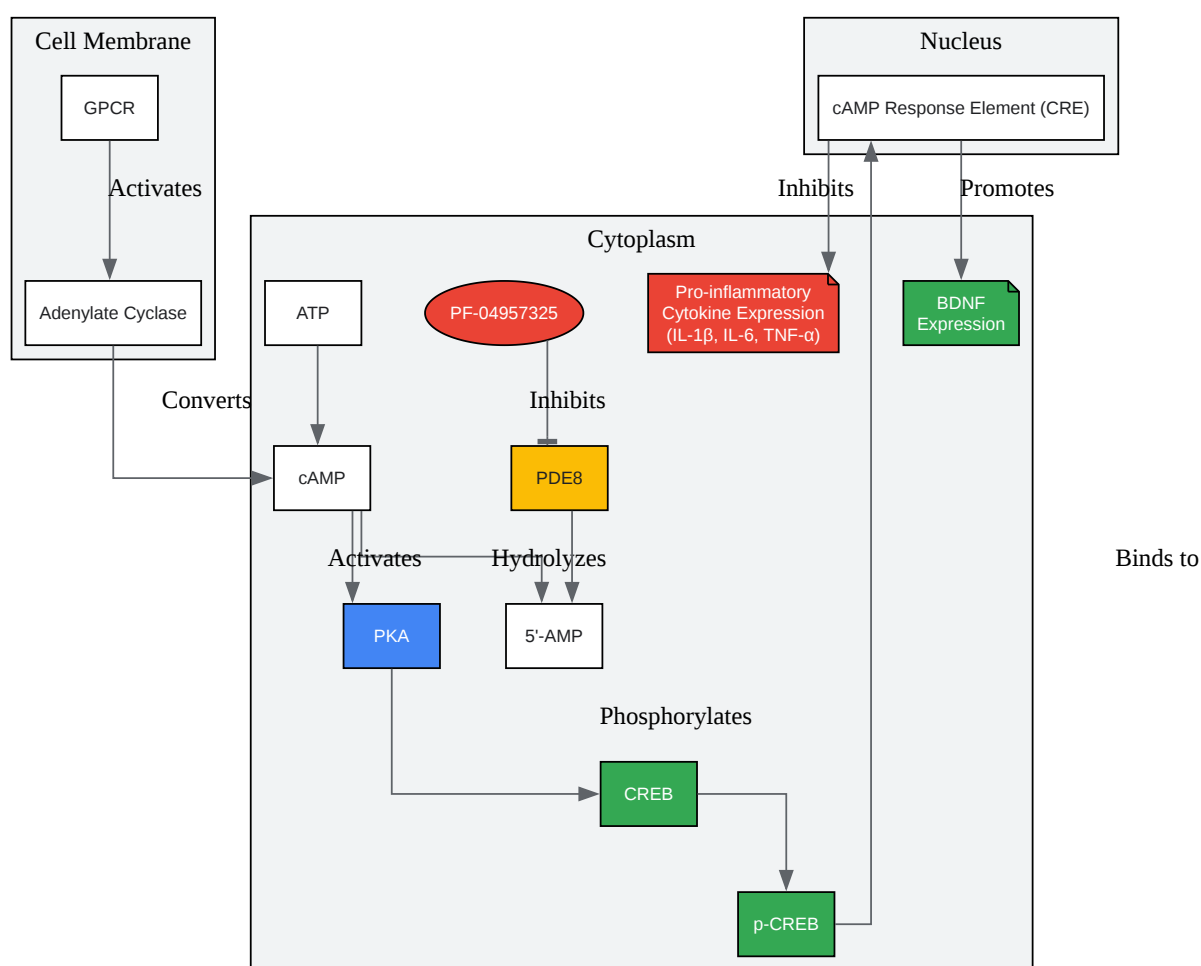 Cell Membrane
Nucleus
GPCR
cAMP Response Element (CRE)
Activates
Inhibits
Promotes
Cytoplasm
Adenylate Cyclase
ATP
PF-04957325
Pro-inflammatory
Cytokine Expression
(IL-1β, IL-6, TNF-α)
BDNF
Expression
Converts
Inhibits
cAMP
PDE8
Activates
Hydrolyzes
Binds to
PKA
5'-AMP
Phosphorylates
CREB
p-CREB